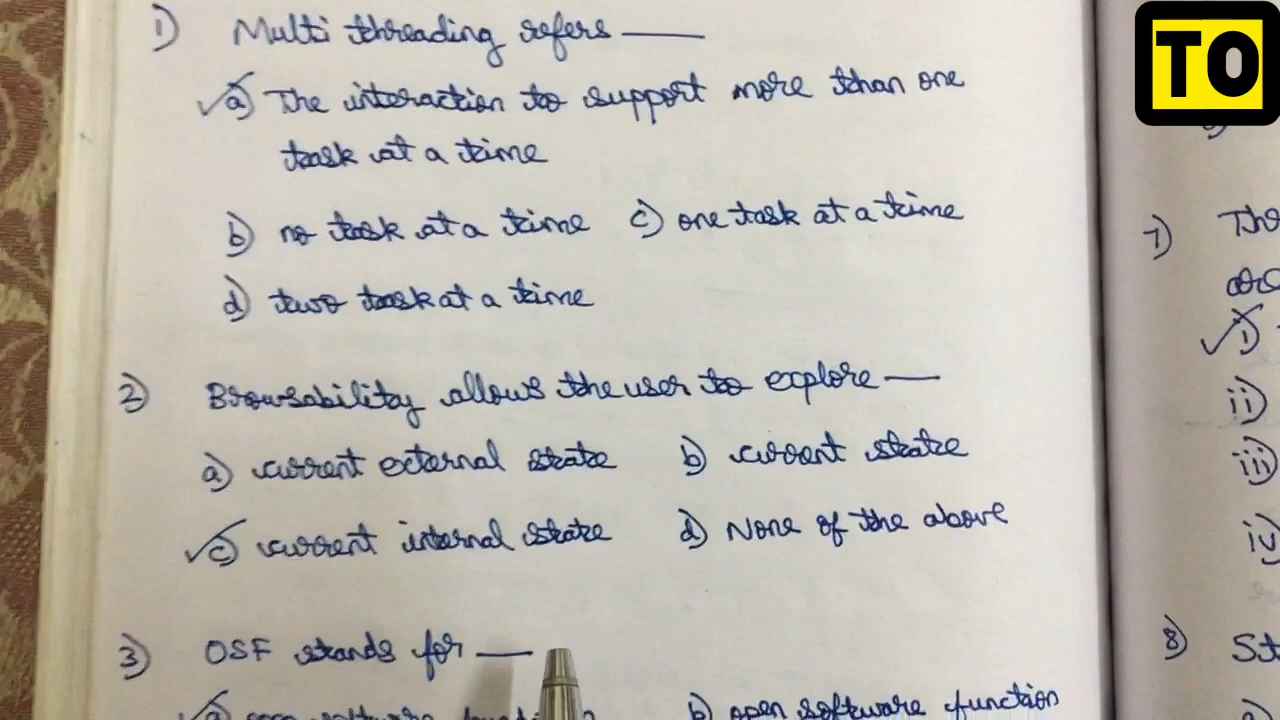 TO
1) Multi threading refers ——
a) The interaction to support more than one
task at a time
b) no task at a time c) one task at a time
d) two task at a time
2) Browsability allows the user to explore ——
a) current external state b) current state
c) current internal state d) None of the above
3) OSF stands for ——
a) b) open software function
7)
i)
ii)
iii)
iv)
8)